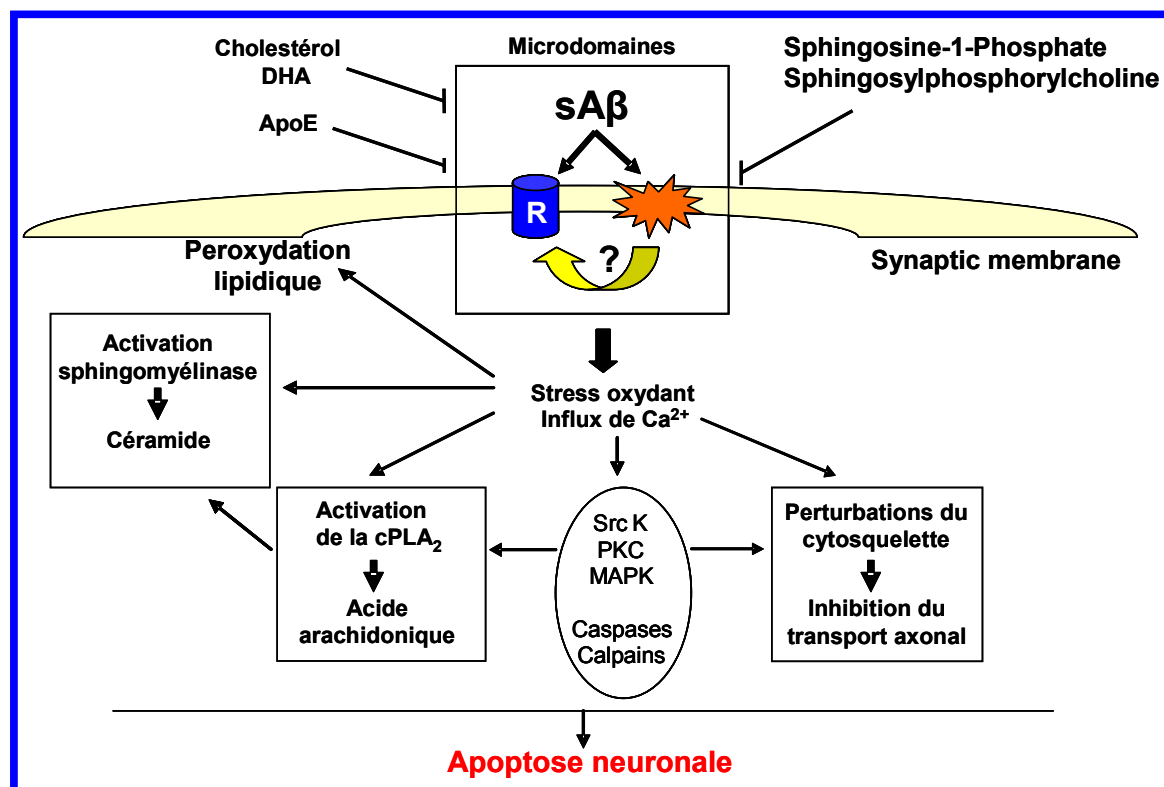 Cholestérol
DHA
ApoE
Microdomaines
sAβ
R
?
Sphingosine-1-Phosphate
Sphingosylphosphorylcholine
Synaptic membrane
Peroxydation
lipidique
Activation
sphingomyélinase
Céramide
Stress oxydant
Influx de Ca²⁺
Activation
de la cPLA₂
Acide
arachidonique
Src K
PKC
MAPK
Caspases
Calpains
Perturbations du
cytosquelette
Inhibition du
transport axonal
Apoptose neuronale